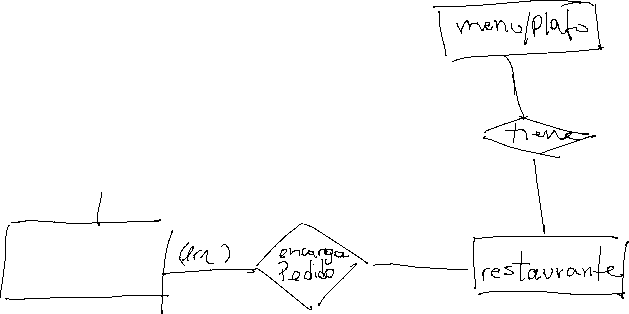 menu/plato
tiene
(1:n)
encarga
Pedido
restaurante